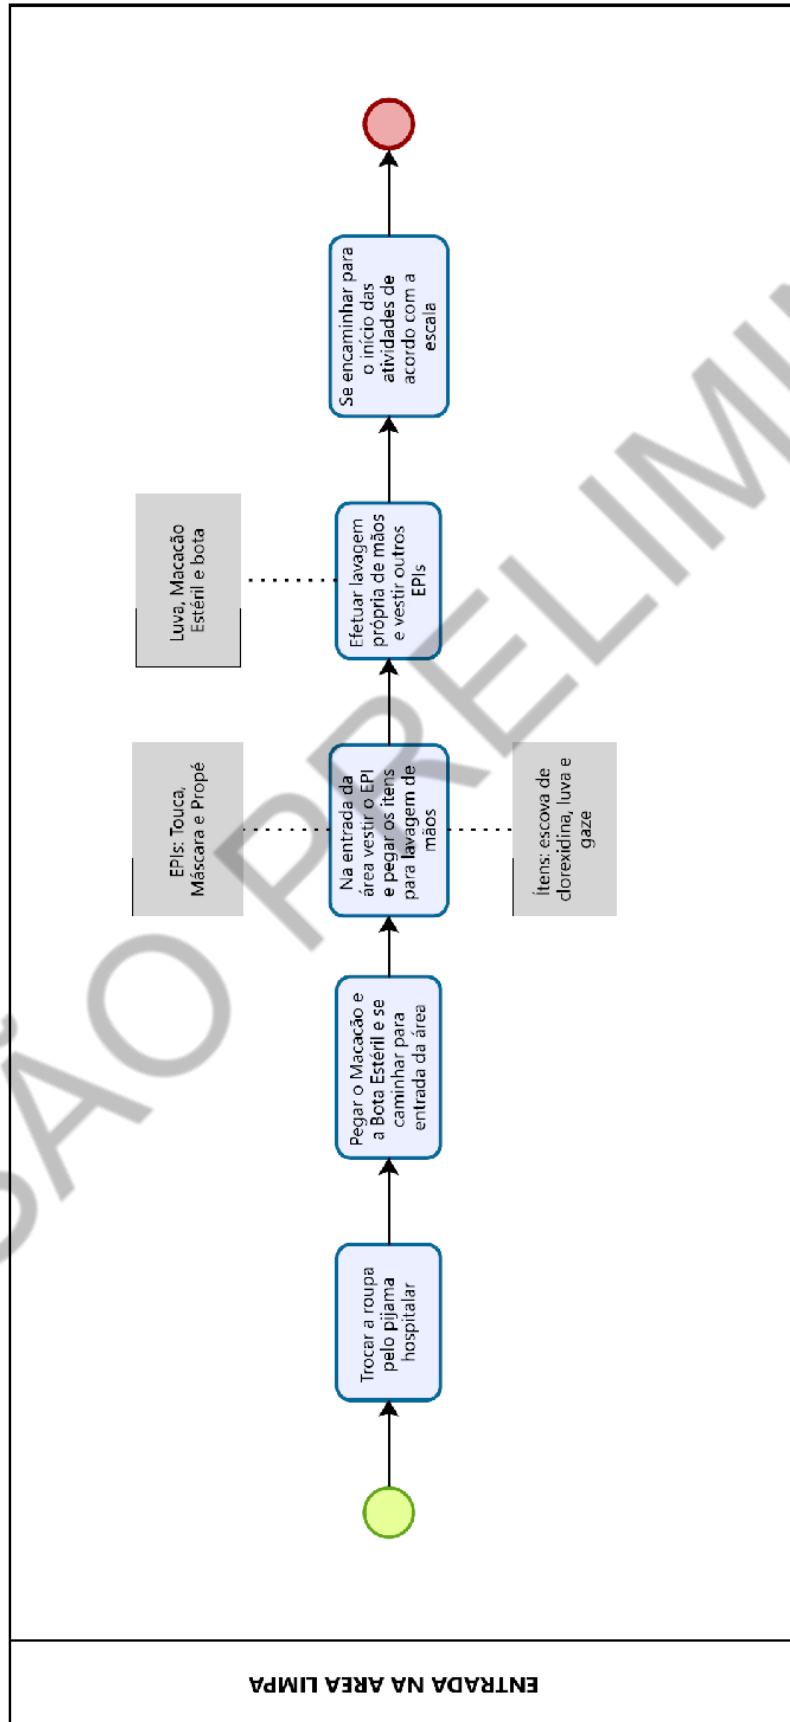 ENTRADA NA AREA LIMPA
Trocar a roupa
pelo pijama
hospitalar
Pegar o Macacão e
a Bota Estéril e se
caminhar para
entrada da área
EPIs: Touca,
Máscara e Propé
Na entrada da
área vestir o EPI
e pegar os itens
para lavagem de
mãos
Ítens: escova de
clorexidina, luva e
gaze
Luva, Macacão
Estéril e bota
Efetuar lavagem
própria de mãos
e vestir outros
EPIs
Se encaminhar para
o início das
atividades de
acordo com a
escala